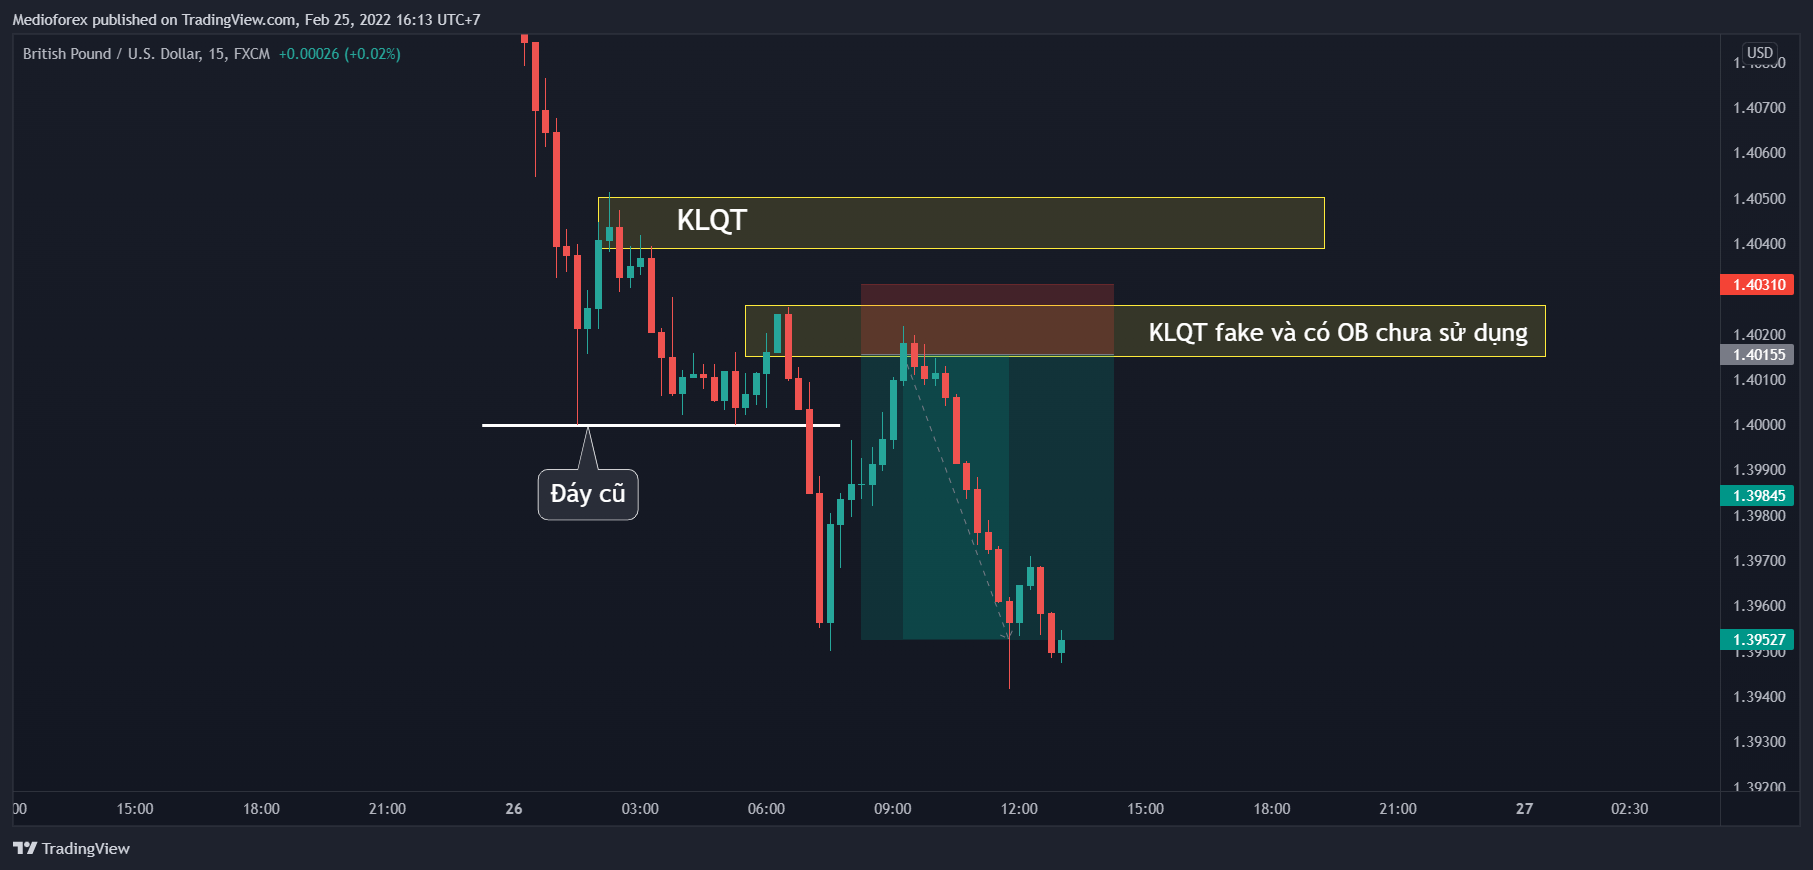 Medioforex published on TradingView.com, Feb 25, 2022 16:13 UTC+7
British Pound / U.S. Dollar, 15, FXCM +0.00026 (+0.02%)
USD
1.40700
1.40600
KLQT
1.40500
1.40400
1.40310
KLQT fake và có OB chưa sử dụng
1.40200
1.40155
1.40100
1.40000
1.39900
Đáy cũ
1.39845
1.39800
1.39700
1.39600
1.39527
1.39500
1.39400
1.39300
1.39200
00 15:00 18:00 21:00 26 03:00 06:00 09:00 12:00 15:00 18:00 21:00 27 02:30
TradingView